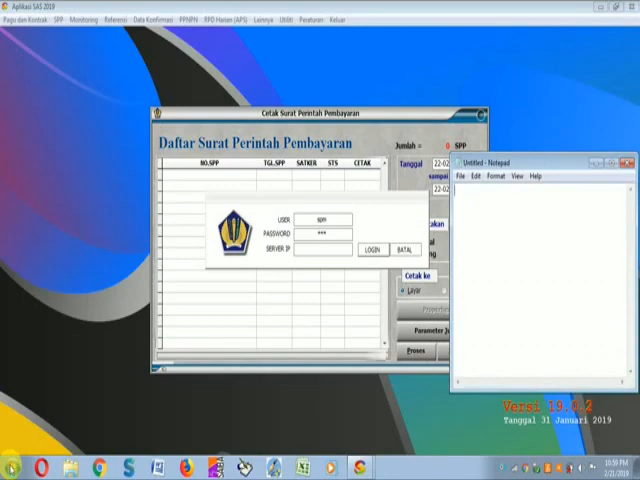 Aplikasi SAS 2019
Pagu dan Kontrak SPP Monitoring Referensi Data Konfirmasi PPNPN RPD Harian (APS) Lainnya Utiliti Peraturan Keluar
Cetak Surat Perintah Pembayaran
Daftar Surat Perintah Pembayaran
Jumlah = 0 SPP
NO.SPP TGL.SPP SATKER STS CETAK
Tanggal 22-02
sampai
22-02
USER spm
PASSWORD ***
SERVER IP
LOGIN BATAL
Cetak ke
Layar
Parameter
Proses
Untitled - Notepad
File Edit Format View Help
Versi 19.0.2
Tanggal 31 Januari 2019
10:59 PM
2/21/2019